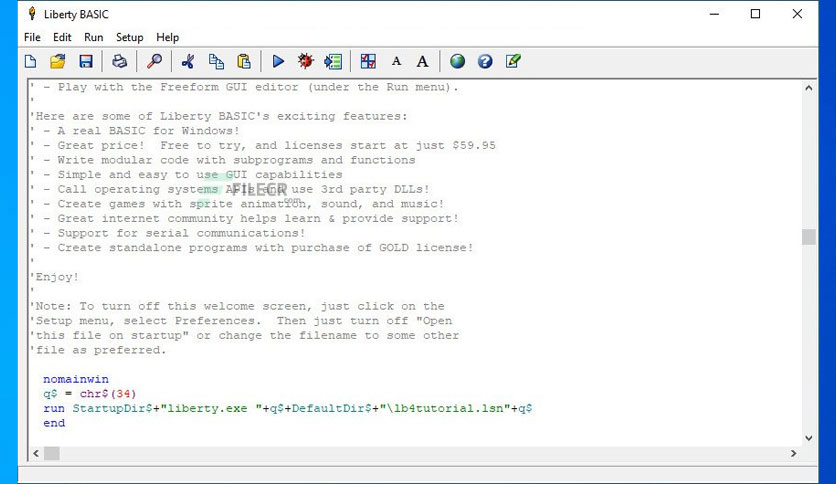 Liberty BASIC
File Edit Run Setup Help
A A ?
' - Play with the Freeform GUI editor (under the Run menu).
'
'Here are some of Liberty BASIC's exciting features:
' - A real BASIC for Windows!
' - Great price!  Free to try, and licenses start at just $59.95
' - Write modular code with subprograms and functions
' - Simple and easy to use GUI capabilities
' - Call operating systems APIs and use 3rd party DLLs!
FILECR
.com
' - Create games with sprite animation, sound, and music!
' - Great internet community helps learn & provide support!
' - Support for serial communications!
' - Create standalone programs with purchase of GOLD license!
'
'Enjoy!
'
'Note: To turn off this welcome screen, just click on the
'Setup menu, select Preferences.  Then just turn off "Open
'this file on startup" or change the filename to some other
'file as preferred.
nomainwin
q$ = chr$(34)
run StartupDir$+"liberty.exe "+q$+DefaultDir$+"\lb4tutorial.lsn"+q$
end